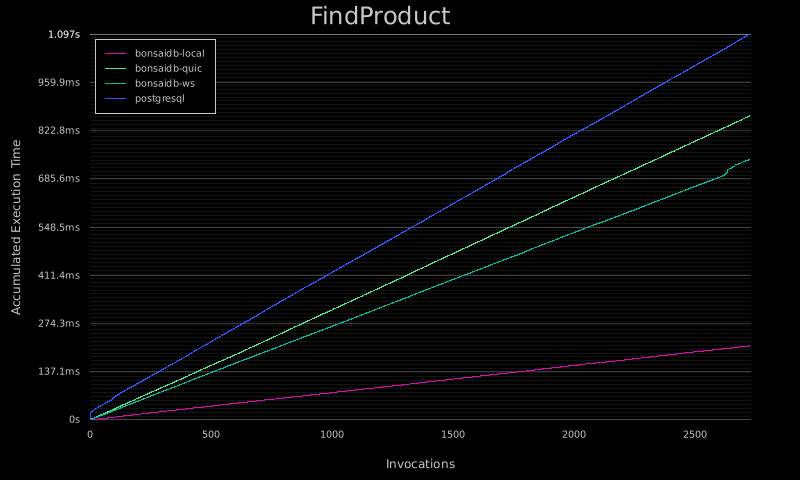 FindProduct
1.097s
959.9ms
822.8ms
685.6ms
548.5ms
411.4ms
274.3ms
137.1ms
0s
bonsaidb-local
bonsaidb-quic
bonsaidb-ws
postgresql
Accumulated Execution Time
0 500 1000 1500 2000 2500
Invocations